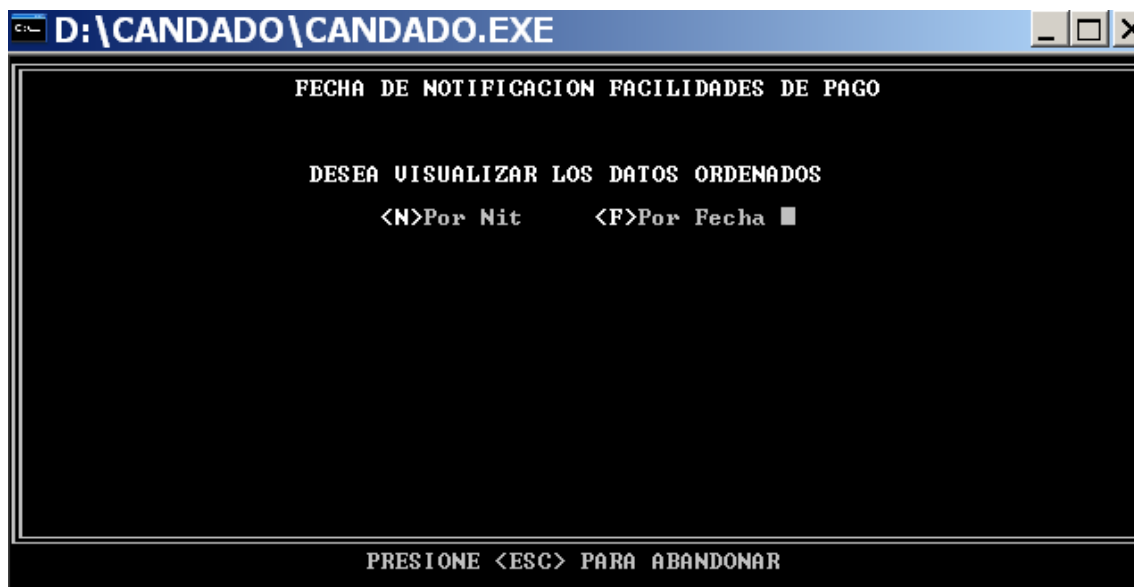 D:\CANDADO\CANDADO.EXE
FECHA DE NOTIFICACION FACILIDADES DE PAGO
DESEA VISUALIZAR LOS DATOS ORDENADOS
<N>Por Nit <F>Por Fecha
PRESIONE <ESC> PARA ABANDONAR